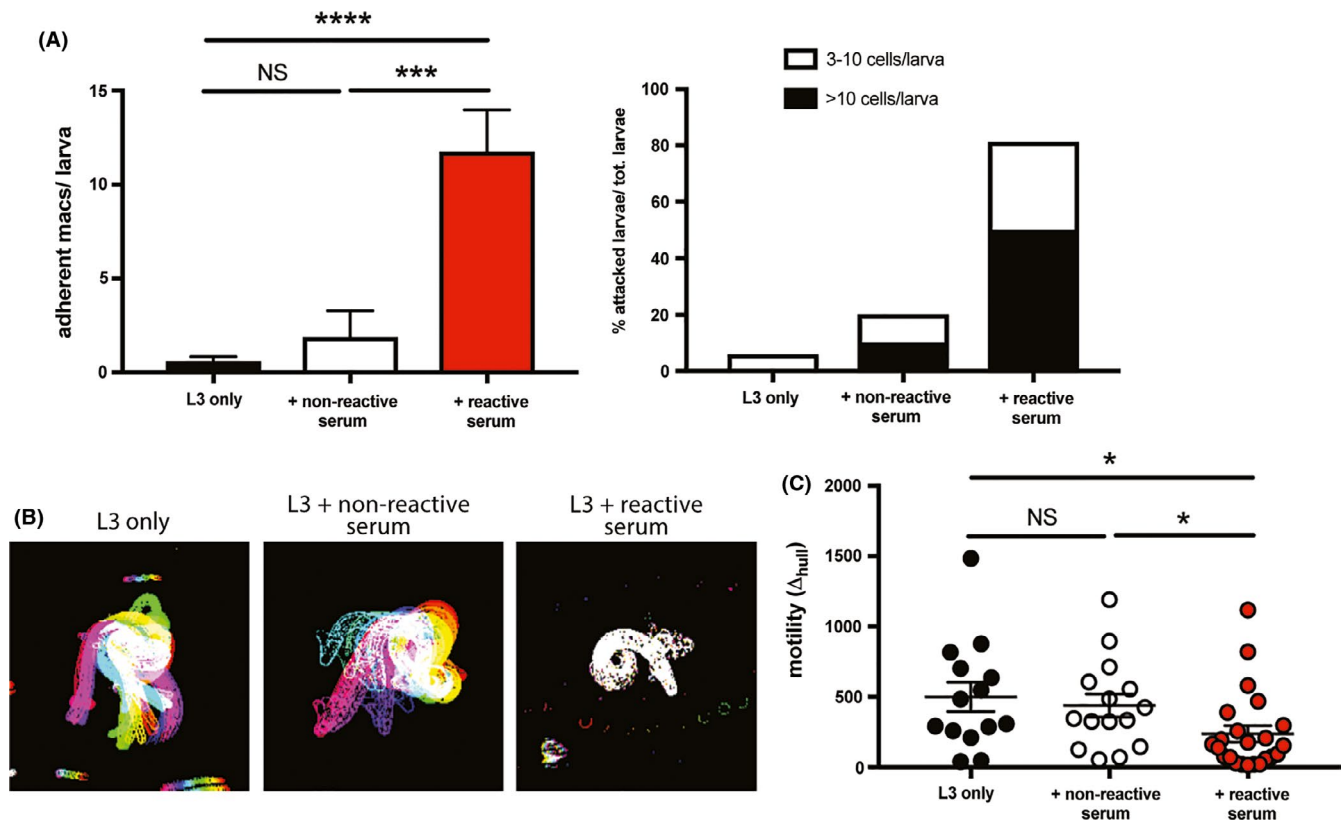 (A)
****
NS
***
15
10
5
0
adherent macs/ larva
L3 only
+ non-reactive
serum
+ reactive
serum
3-10 cells/larva
>10 cells/larva
100
80
60
40
20
0
% attacked larvae/ tot. larvae
L3 only
+ non-reactive
serum
+ reactive
serum
(B)
L3 only
L3 + non-reactive
serum
L3 + reactive
serum
(C)
*
NS
*
2000
1500
1000
500
0
motility (Δhull)
L3 only
+ non-reactive
serum
+ reactive
serum